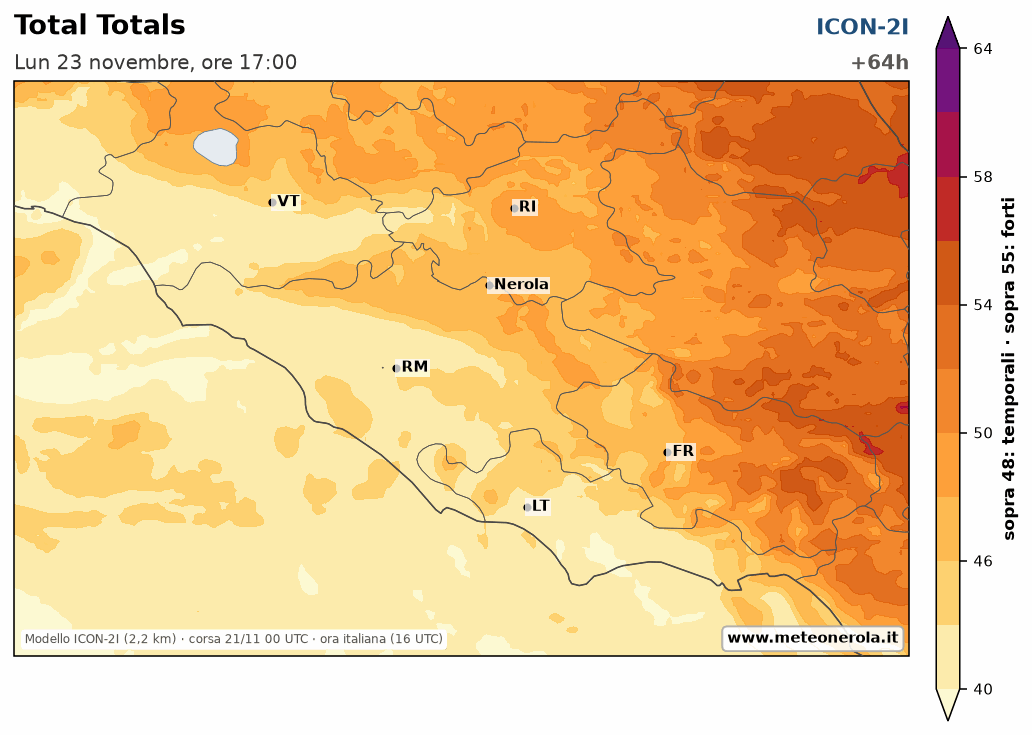 Total Totals
ICON-2I
Lun 23 novembre, ore 17:00
+64h
64
58
54
50
46
40
sopra 48: temporali · sopra 55: forti
VT
RI
Nerola
RM
FR
LT
Modello ICON-2I (2,2 km) · corsa 21/11 00 UTC · ora italiana (16 UTC)
www.meteonerola.it